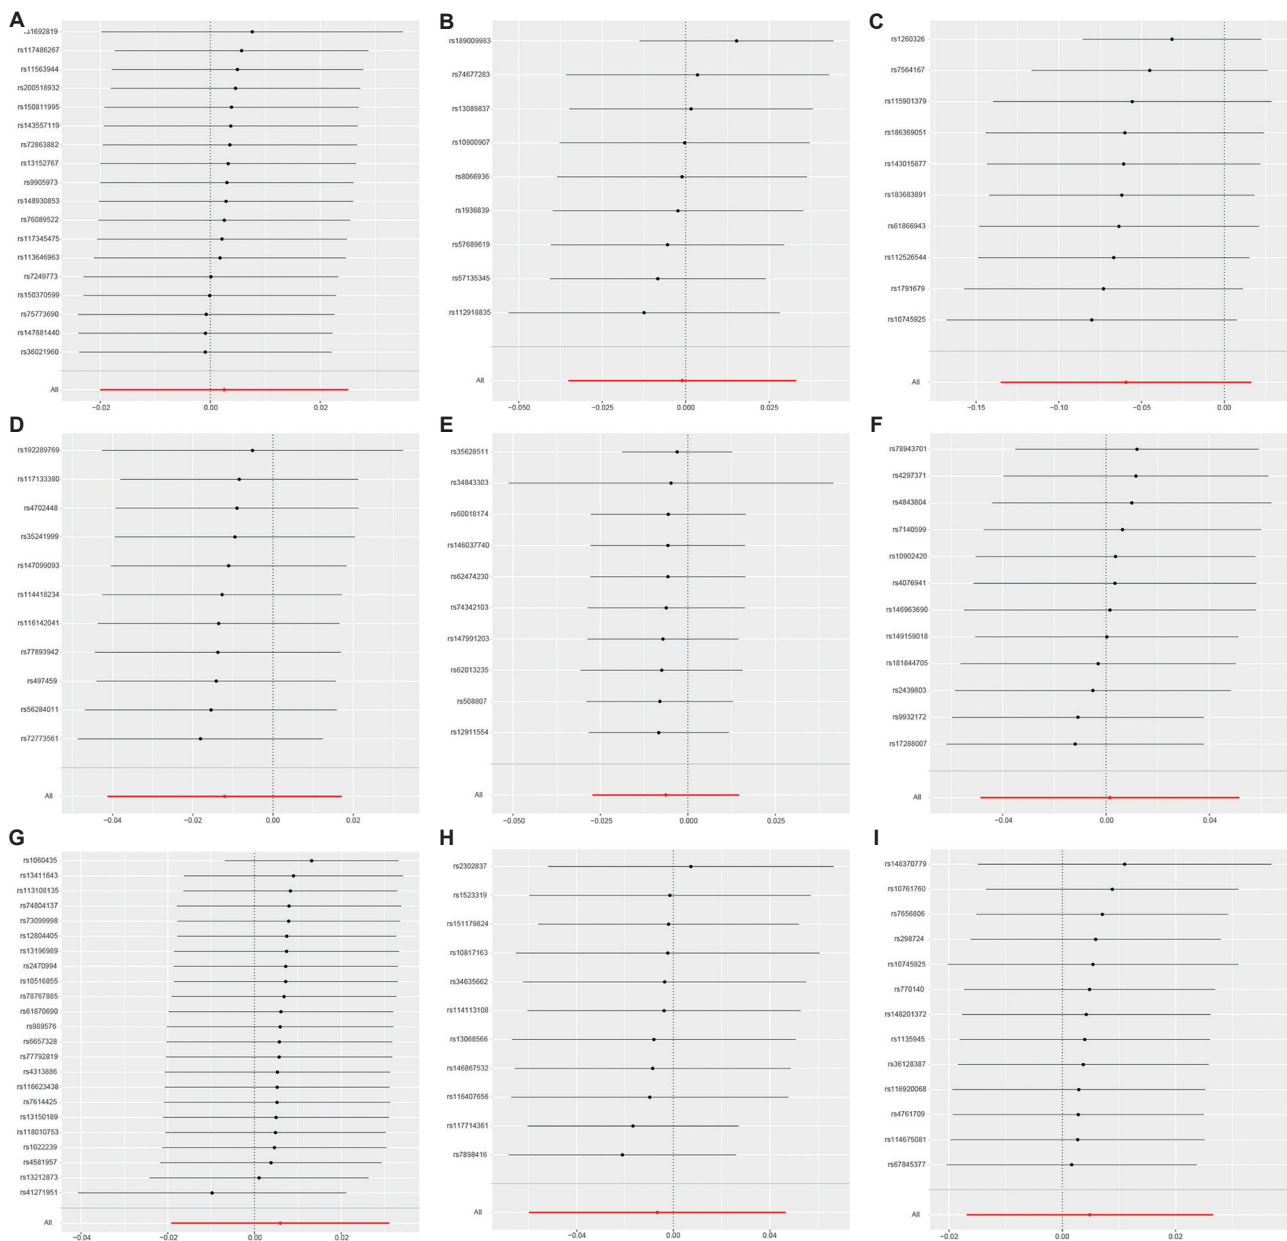 A
rs1692819
rs117486267
rs11563944
rs200518932
rs150811995
rs143557119
rs72863882
rs13152767
rs9905973
rs148930853
rs76089522
rs117345475
rs113646963
rs7249773
rs150370599
rs75773690
rs147881440
rs36021960
All
−0.02 0.00 0.02
B
rs189009983
rs74677283
rs13089837
rs10900907
rs8066936
rs1936839
rs57689619
rs57135345
rs112918835
All
−0.050 −0.025 0.000 0.025
C
rs1260326
rs7564167
rs115901379
rs186369051
rs143015877
rs183683891
rs61866943
rs112526544
rs1791679
rs10745925
All
−0.15 −0.10 −0.05 0.00
D
rs192289769
rs117133380
rs4702448
rs35241999
rs147099093
rs114418234
rs116142041
rs77893942
rs497459
rs56284011
rs72773561
All
−0.04 −0.02 0.00 0.02
E
rs35628511
rs34843303
rs60018174
rs146037740
rs62474230
rs74342103
rs147991203
rs62013235
rs508807
rs12911554
All
−0.050 −0.025 0.000 0.025
F
rs78943701
rs4297371
rs4843804
rs7140599
rs10902420
rs4076941
rs146963690
rs149159018
rs181844705
rs2439803
rs9932172
rs17288007
All
−0.04 0.00 0.04
G
rs1060435
rs13411643
rs113108135
rs74804137
rs73099998
rs12804405
rs13196989
rs2470994
rs10516855
rs78767885
rs61870690
rs989576
rs6657328
rs77792819
rs4313886
rs116623438
rs7614425
rs13150189
rs118010753
rs1022239
rs4581957
rs13212873
rs41271951
All
−0.04 −0.02 0.00 0.02
H
rs2302837
rs1523319
rs151179824
rs10817163
rs34635662
rs114113108
rs13068566
rs146867532
rs116407656
rs117714361
rs7898416
All
−0.04 0.00 0.04
I
rs148370779
rs10761760
rs7656806
rs298724
rs10745925
rs770140
rs148201372
rs1135945
rs36128387
rs116920068
rs4761709
rs114675081
rs67845377
All
−0.02 0.00 0.02